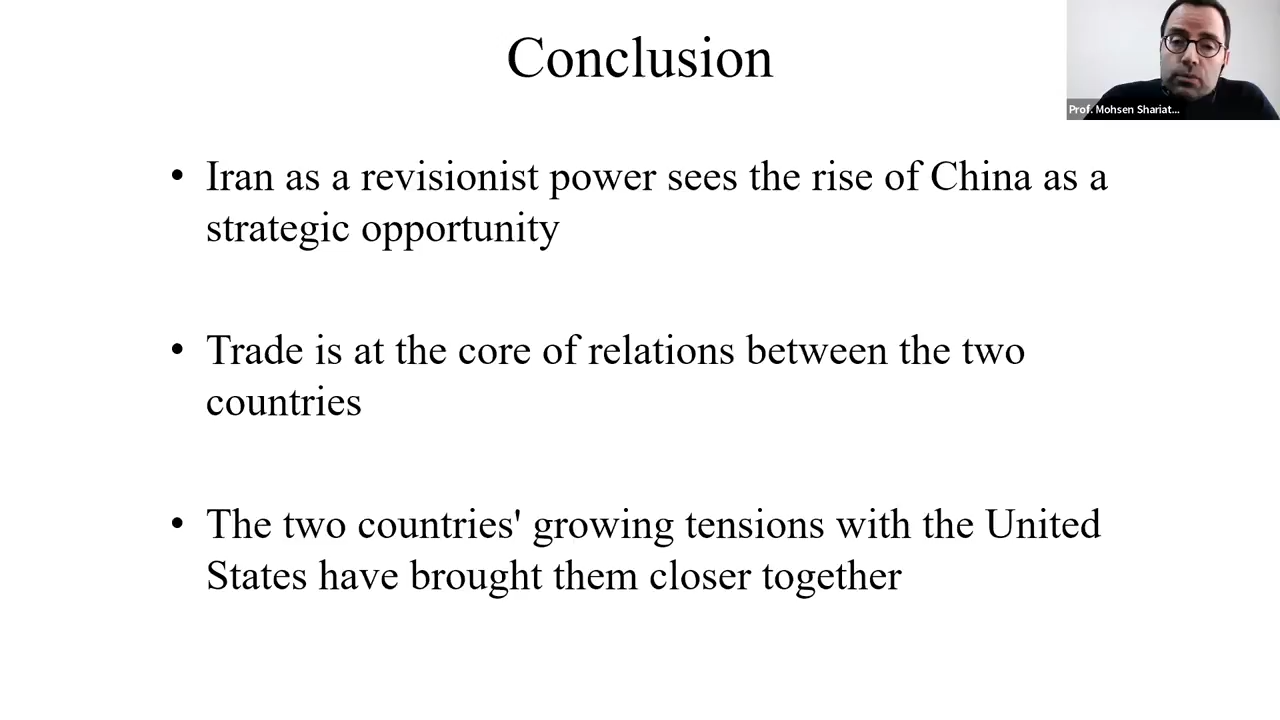 Conclusion
Prof. Mohsen Shariat...
• Iran as a revisionist power sees the rise of China as a
strategic opportunity
• Trade is at the core of relations between the two
countries
• The two countries' growing tensions with the United
States have brought them closer together